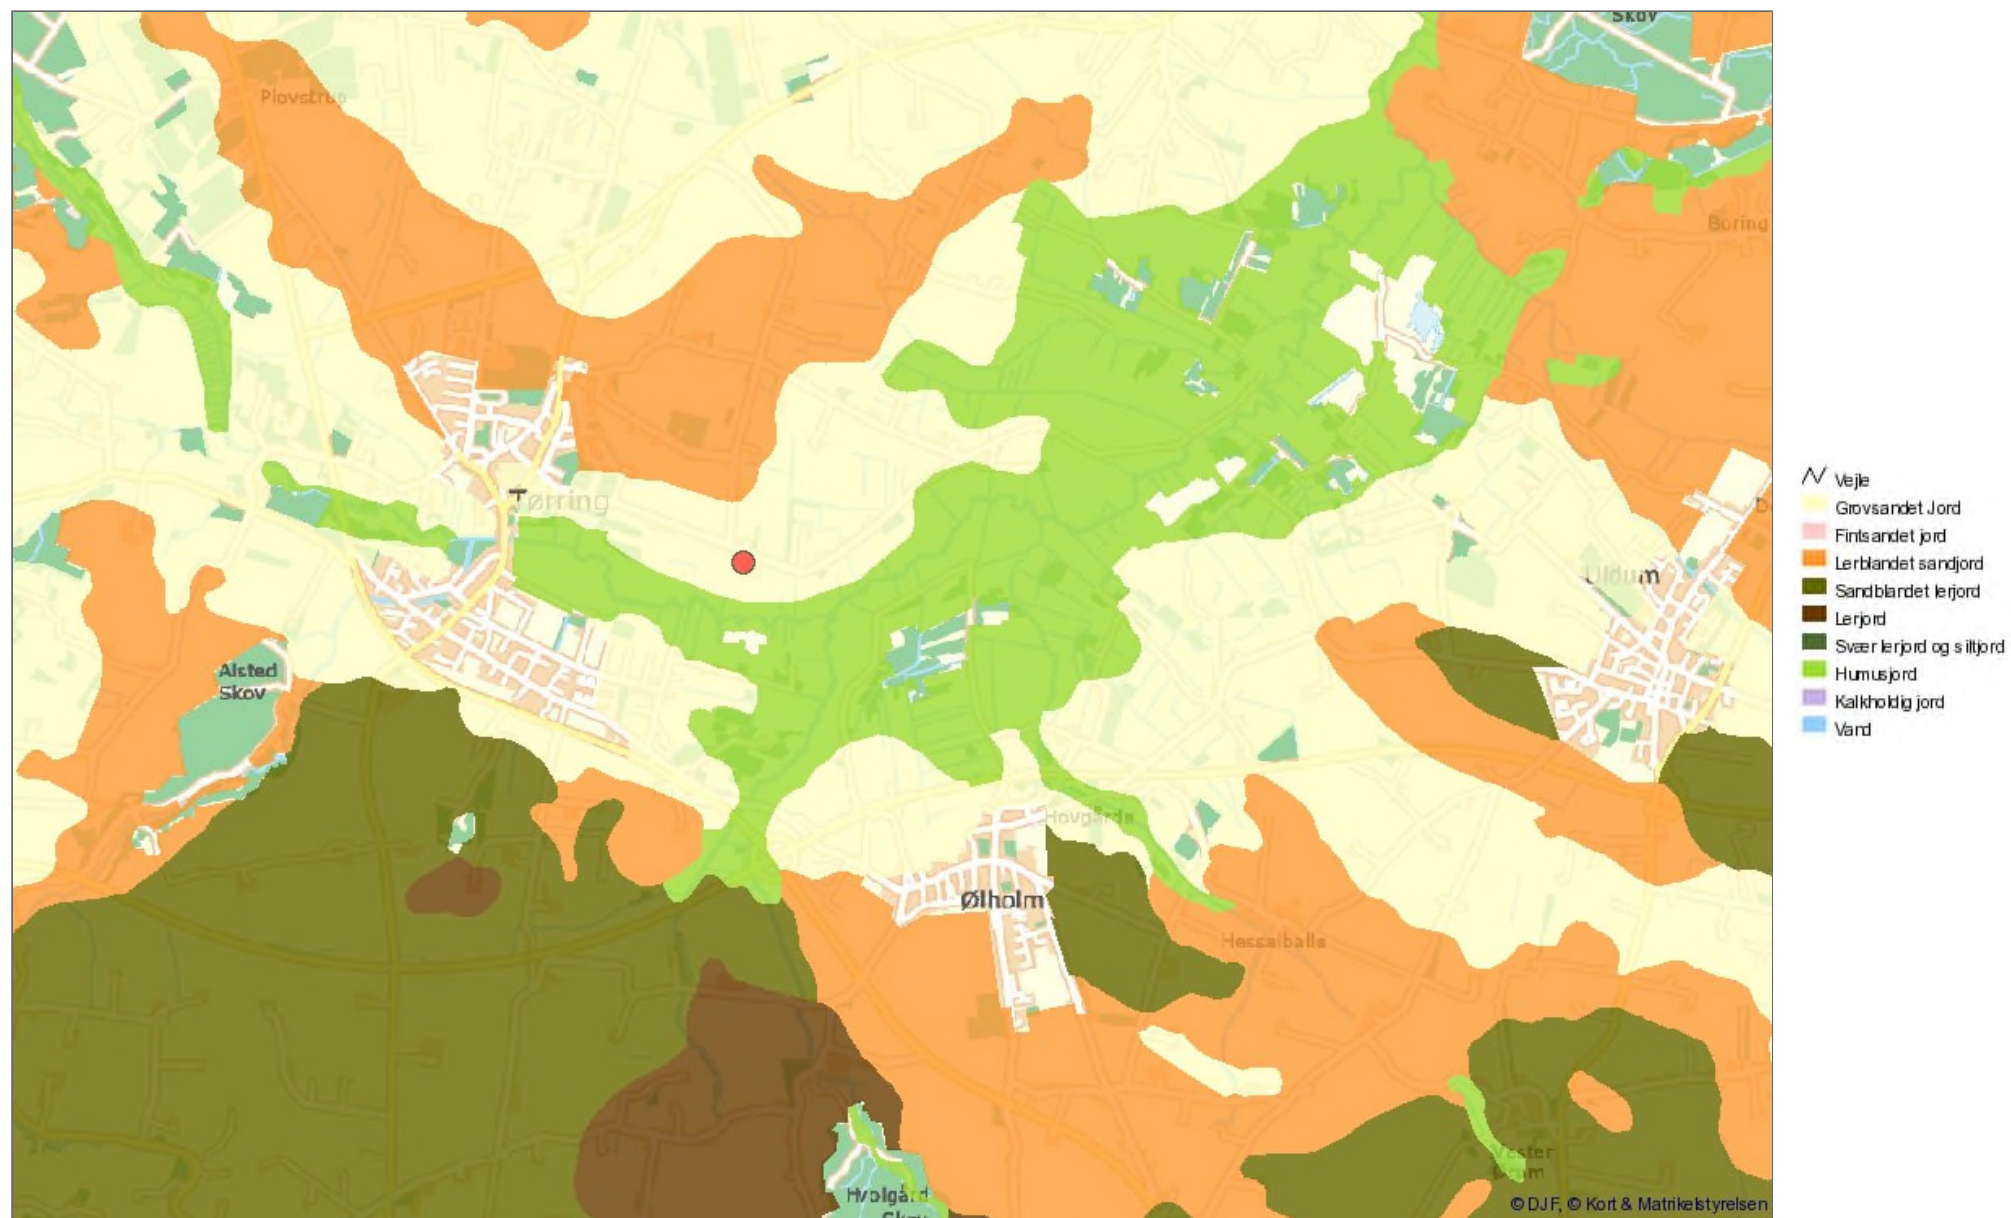 Skov
Plovstrup
Boring
Tørring
Uldum
Alsted
Skov
Hovgårde
Ølholm
Hesselballe
Vester
Hvolgård
Skov
© DJF, © Kort & Matrikelstyrelsen
Vejle
Grovsandet Jord
Fintsandet jord
Lerblandet sandjord
Sandblandet lerjord
Lerjord
Svær lerjord og siltjord
Humusjord
Kalkholdig jord
Vand